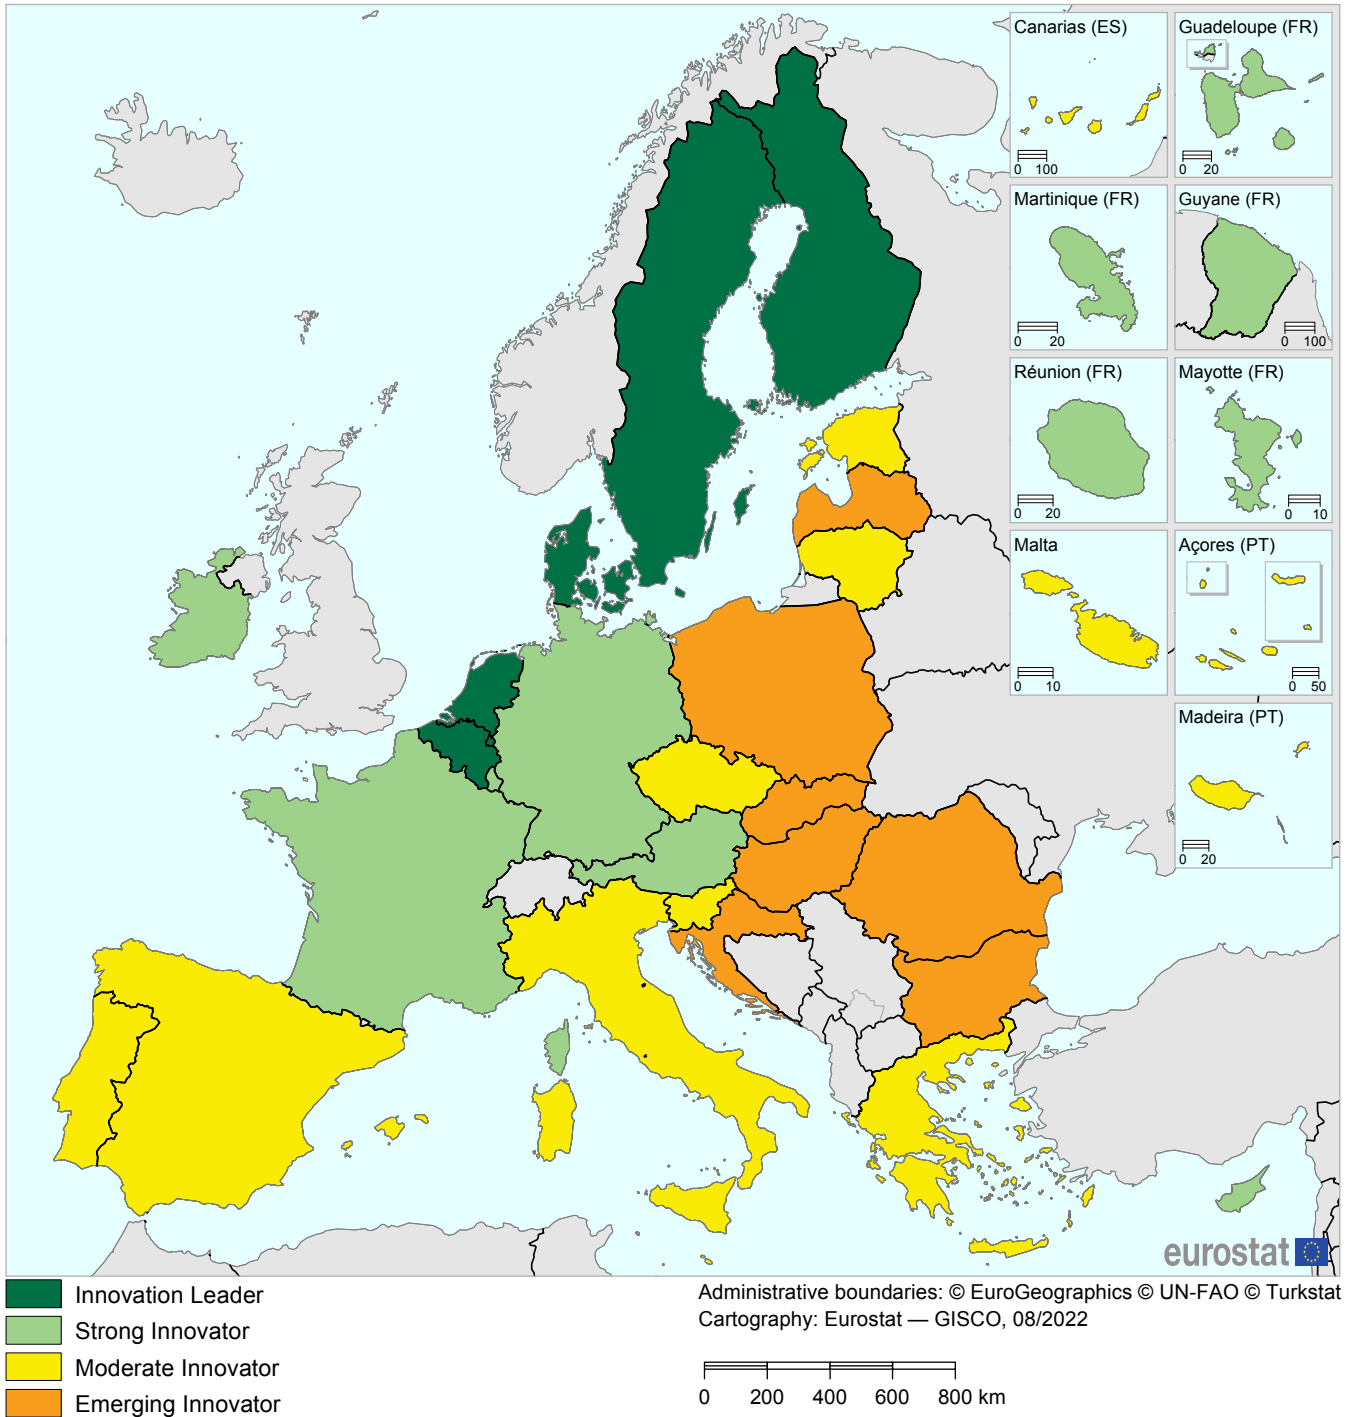 Canarias (ES)
0 100
Guadeloupe (FR)
0 20
Martinique (FR)
0 20
Guyane (FR)
0 100
Réunion (FR)
0 20
Mayotte (FR)
0 10
Malta
0 10
Açores (PT)
0 50
Madeira (PT)
0 20
eurostat
Innovation Leader
Strong Innovator
Moderate Innovator
Emerging Innovator
Administrative boundaries: © EuroGeographics © UN-FAO © Turkstat
Cartography: Eurostat — GISCO, 08/2022
0 200 400 600 800 km